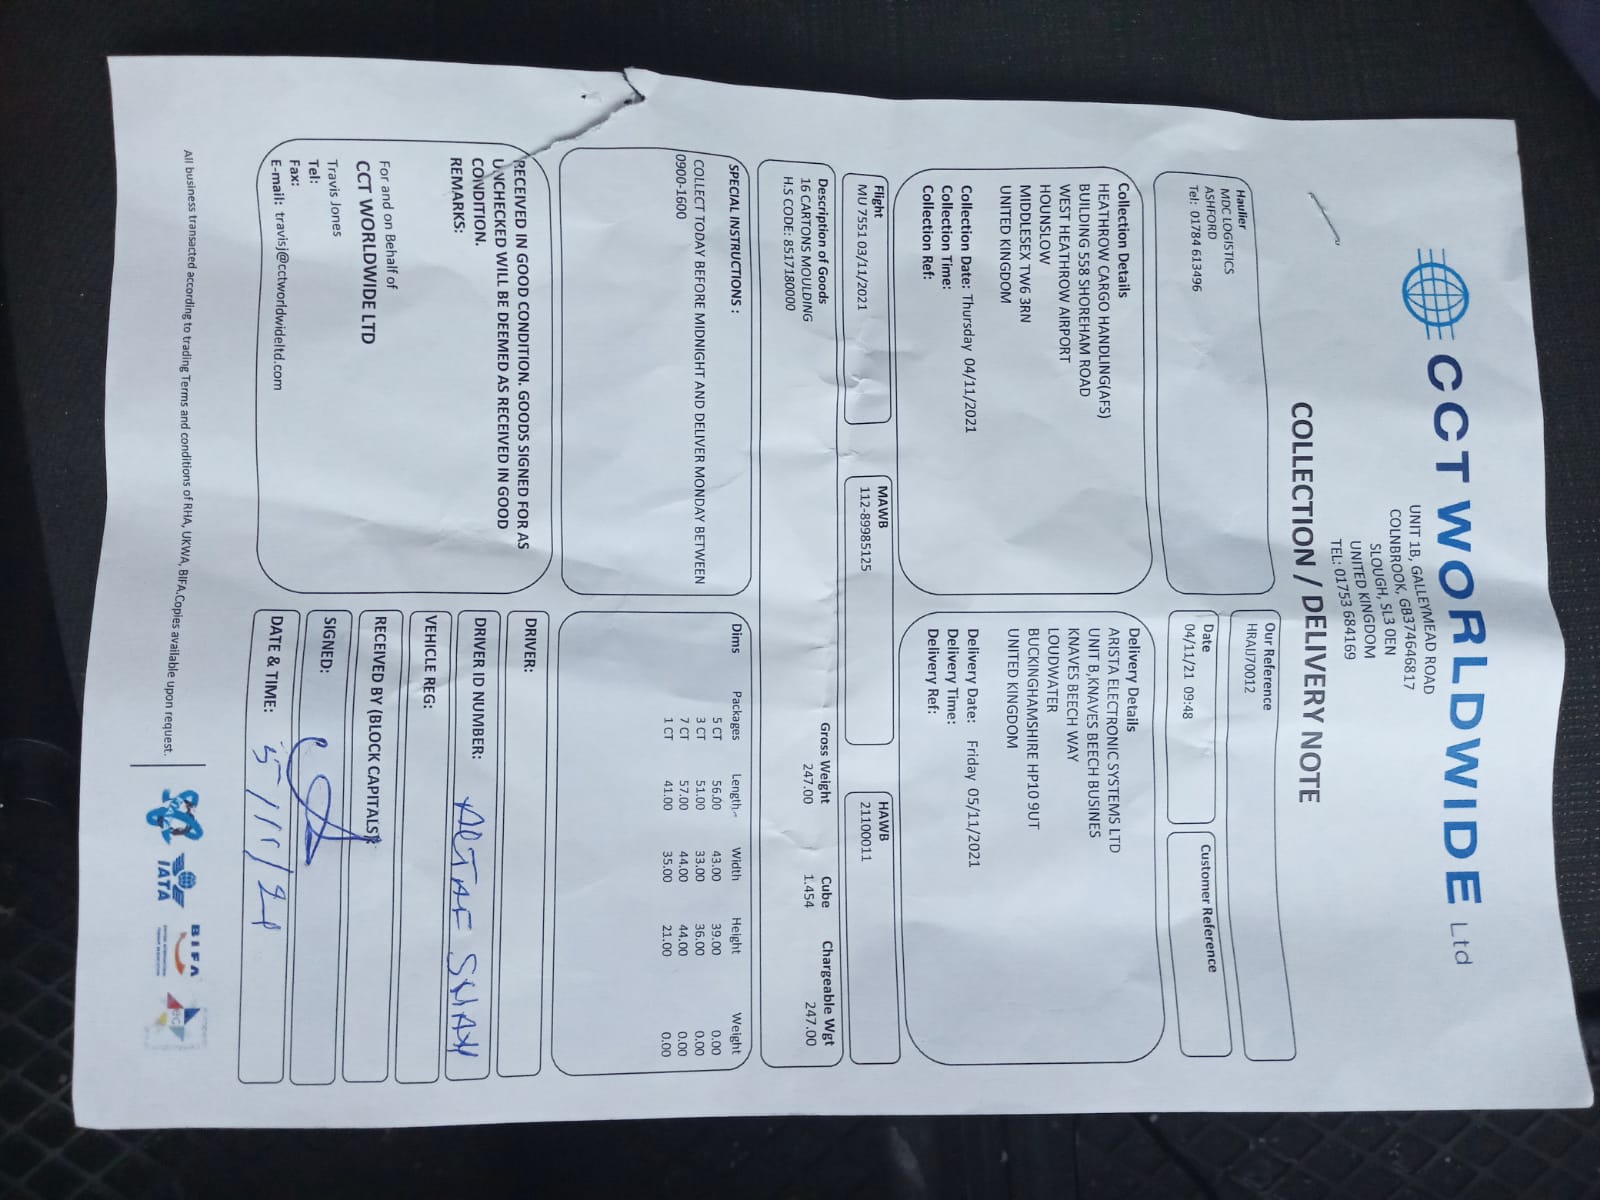 CCT WORLDWIDE Ltd
UNIT 1B, GALLEYMEAD ROAD
COLNBROOK, GB374646817
SLOUGH, SL3 0EN
UNITED KINGDOM
TEL: 01753 684169
COLLECTION / DELIVERY NOTE
Haulier
MDC LOGISTICS
ASHFORD
Tel: 01784 613496
Our Reference
HRAI70012
Date
04/11/21 09:48
Customer Reference
Collection Details
HEATHROW CARGO HANDLING(AFS)
BUILDING 558 SHOREHAM ROAD
WEST HEATHROW AIRPORT
HOUNSLOW
MIDDLESEX TW6 3RN
UNITED KINGDOM
Collection Date: Thursday 04/11/2021
Collection Time:
Collection Ref:
Delivery Details
ARISTA ELECTRONIC SYSTEMS LTD
UNIT B,KNAVES BEECH BUSINES
KNAVES BEECH WAY
LOUDWATER
BUCKINGHAMSHIRE HP10 9UT
UNITED KINGDOM
Delivery Date: Friday 05/11/2021
Delivery Time:
Delivery Ref:
Flight
MU 7551 03/11/2021
MAWB
112-89985125
HAWB
21100011
Description of Goods Gross Weight Cube Chargeable Wgt
16 CARTONS MOULDING 247.00 1.454 247.00
H.S CODE: 8517180000
SPECIAL INSTRUCTIONS :
COLLECT TODAY BEFORE MIDNIGHT AND DELIVER MONDAY BETWEEN
0900-1600
Dims Packages Length Width Height Weight
5 CT 56.00 43.00 39.00 0.00
3 CT 51.00 33.00 36.00 0.00
7 CT 57.00 44.00 44.00 0.00
1 CT 41.00 35.00 21.00 0.00
RECEIVED IN GOOD CONDITION. GOODS SIGNED FOR AS
UNCHECKED WILL BE DEEMED AS RECEIVED IN GOOD
CONDITION.
REMARKS:
For and on Behalf of
CCT WORLDWIDE LTD
Travis Jones
Tel:
Fax:
E-mail: travisj@cctworldwideltd.com
DRIVER:
DRIVER ID NUMBER: ALTAF SHAH
VEHICLE REG:
RECEIVED BY (BLOCK CAPITALS):
SIGNED:
DATE & TIME: 5/11/21
All business transacted according to trading Terms and conditions of RHA, UKWA, BIFA.Copies available upon request.
IATA
BIFA